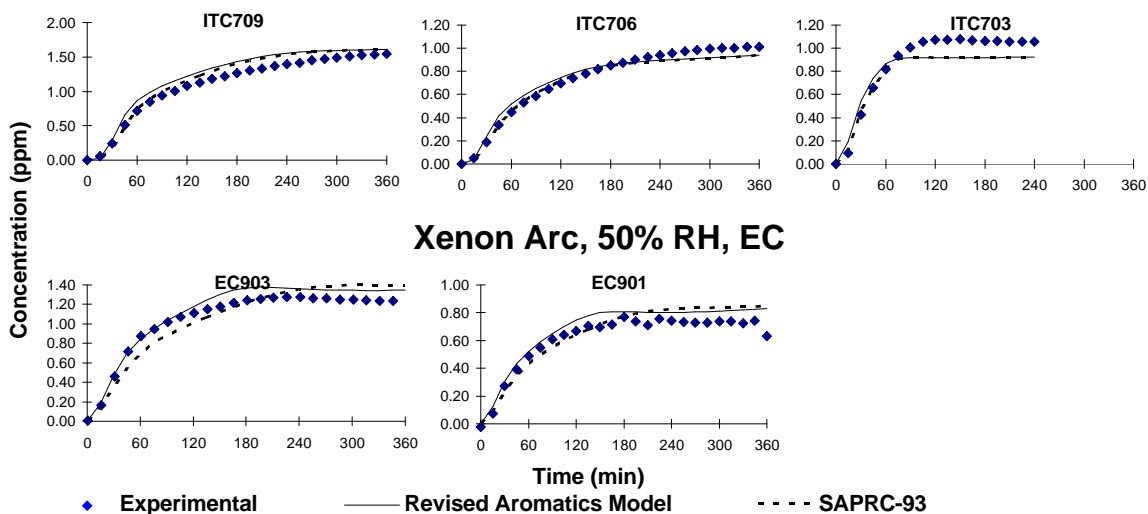 ITC709 ITC706 ITC703
2.00 1.20 1.20
1.50 1.00 1.00
1.00 0.80 0.80
0.50 0.60 0.60
0.00 0.40 0.40
0.20 0.20
0.00 0.00
0 60 120 180 240 300 360 0 60 120 180 240 300 360 0 60 120 180 240 300 360
Concentration (ppm)
Xenon Arc, 50% RH, EC
EC903 EC901
1.40 1.00
1.20 0.80
1.00 0.60
0.80 0.40
0.60 0.20
0.40 0.00
0.20
0.00
0 60 120 180 240 300 360 0 60 120 180 240 300 360
Time (min)
Experimental Revised Aromatics Model SAPRC-93